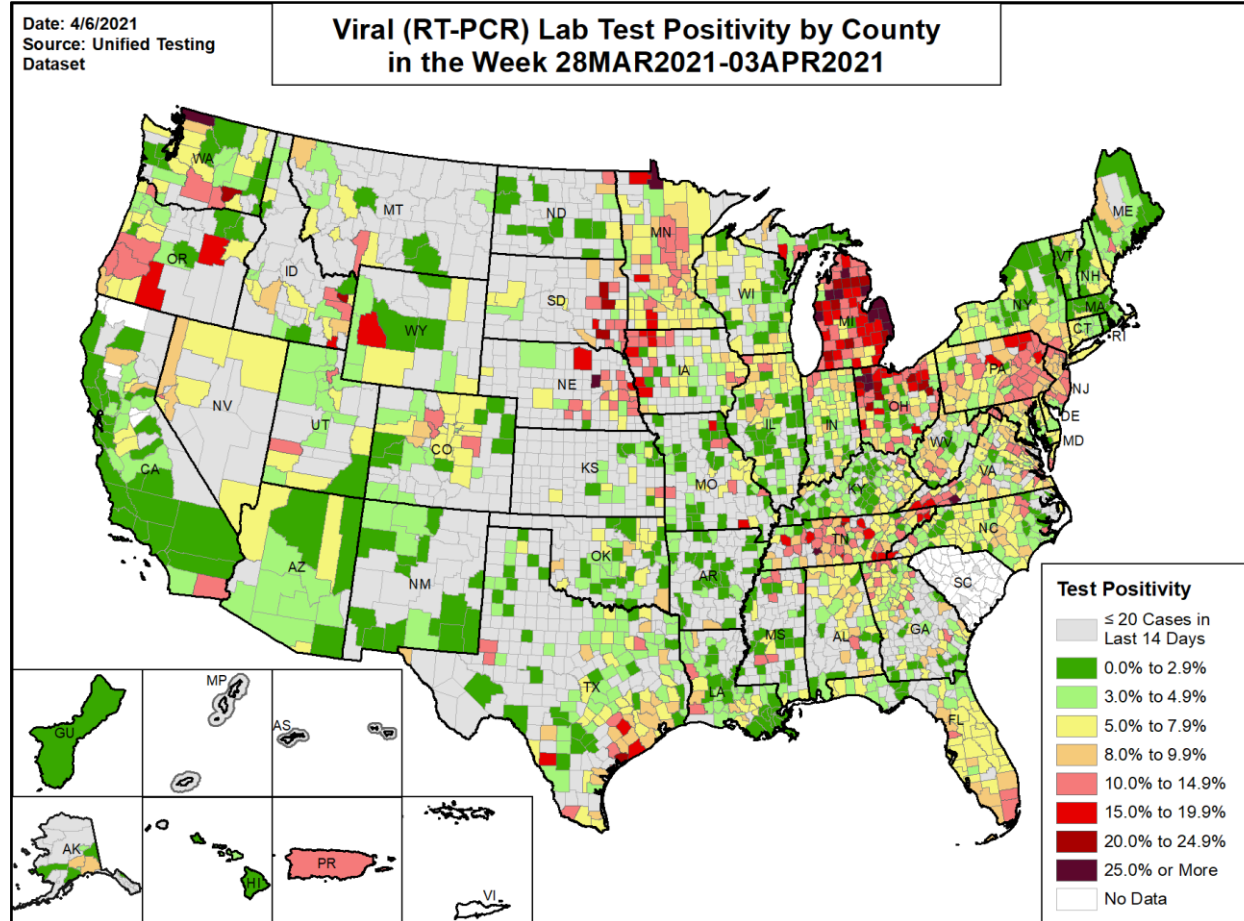 Date: 4/6/2021
Source: Unified Testing
Dataset
Viral (RT-PCR) Lab Test Positivity by County
in the Week 28MAR2021-03APR2021
WA
MT
ND
MN
ME
OR
ID
SD
WI
VT
NH
NY
MA
CT
RI
WY
MI
IA
NE
PA
NJ
NV
UT
CO
IL
IN
OH
DE
MD
WV
VA
CA
KS
MO
KY
NC
TN
OK
AZ
NM
AR
SC
MS
AL
GA
TX
LA
FL
MP
GU
AS
AK
HI
PR
VI
Test Positivity
≤ 20 Cases in
Last 14 Days
0.0% to 2.9%
3.0% to 4.9%
5.0% to 7.9%
8.0% to 9.9%
10.0% to 14.9%
15.0% to 19.9%
20.0% to 24.9%
25.0% or More
No Data